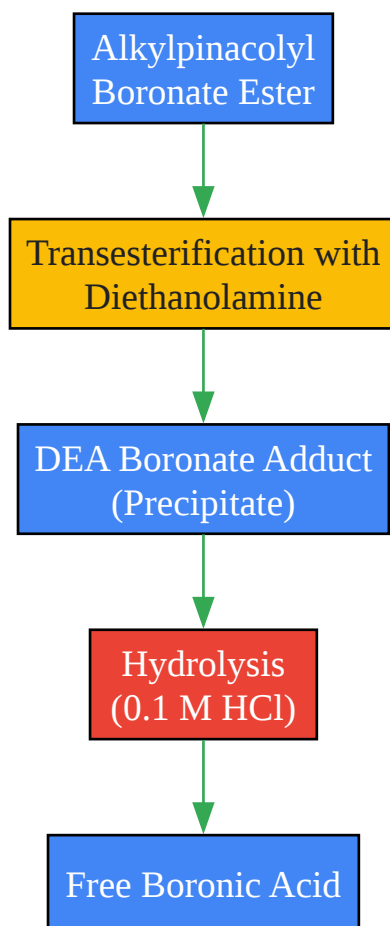 Alkylpinacolyl
Boronate Ester
Transesterification with
Diethanolamine
DEA Boronate Adduct
(Precipitate)
Hydrolysis
(0.1 M HCl)
Free Boronic Acid